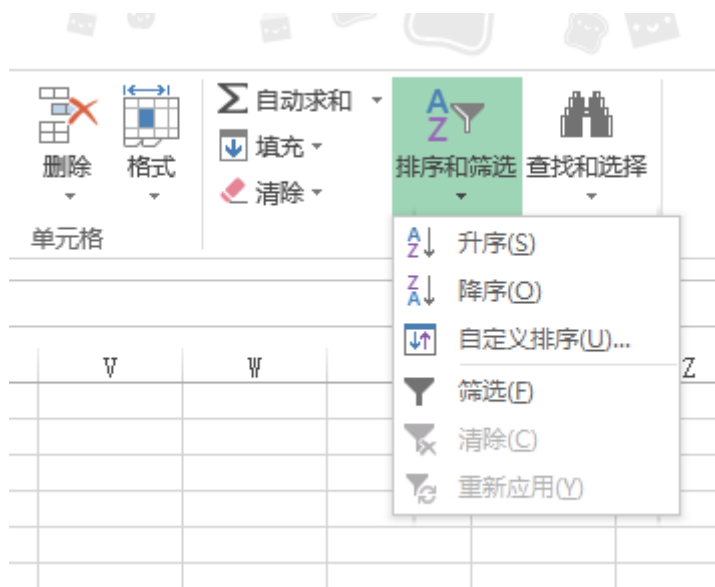 自动求和
填充
清除
删除
格式
排序和筛选
查找和选择
单元格
升序(S)
降序(O)
自定义排序(U)...
筛选(F)
清除(C)
重新应用(Y)
V
W
Z